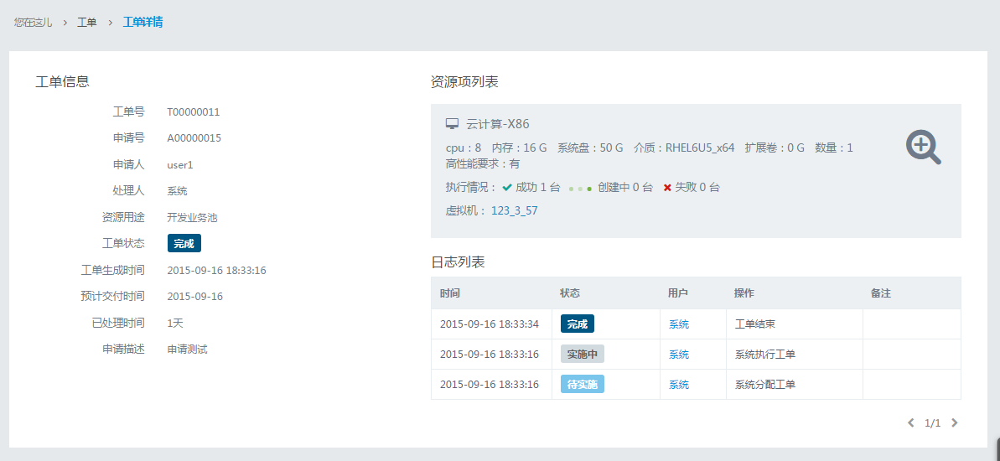 您在这儿 > 工单 > 工单详情
工单信息
工单号 T00000011
申请号 A00000015
申请人 user1
处理人 系统
资源用途 开发业务池
工单状态 完成
工单生成时间 2015-09-16 18:33:16
预计交付时间 2015-09-16
已处理时间 1天
申请描述 申请测试
资源项列表
云计算-X86
cpu：8 内存：16 G 系统盘：50 G 介质：RHEL6U5_x64 扩展卷：0 G 数量：1
高性能要求：有
执行情况： 成功 1 台 创建中 0 台 失败 0 台
虚拟机： 123_3_57
日志列表
时间 状态 用户 操作 备注
2015-09-16 18:33:34 完成 系统 工单结束
2015-09-16 18:33:16 实施中 系统 系统执行工单
2015-09-16 18:33:16 待实施 系统 系统分配工单
1/1